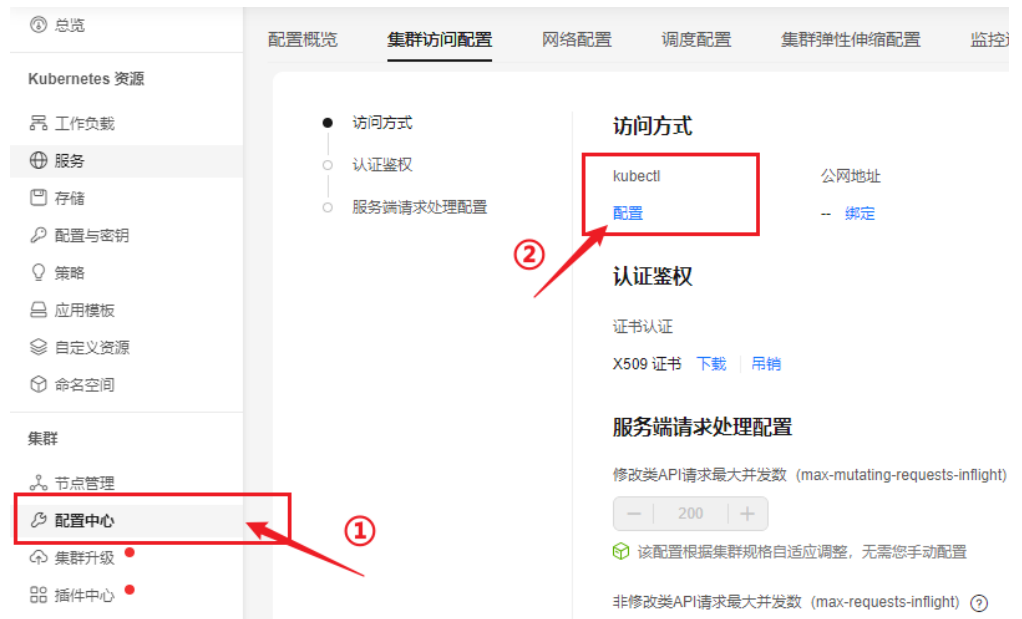 总览
Kubernetes 资源
工作负载
服务
存储
配置与密钥
策略
应用模板
自定义资源
命名空间
集群
节点管理
配置中心
集群升级
插件中心
①
配置概览 集群访问配置 网络配置 调度配置 集群弹性伸缩配置 监控
访问方式
认证鉴权
服务端请求处理配置
②
访问方式
kubectl 公网地址
配置 -- 绑定
认证鉴权
证书认证
X509 证书 下载 吊销
服务端请求处理配置
修改类API请求最大并发数 (max-mutating-requests-inflight)
— 200 +
该配置根据集群规格自适应调整，无需您手动配置
非修改类API请求最大并发数 (max-requests-inflight) ?